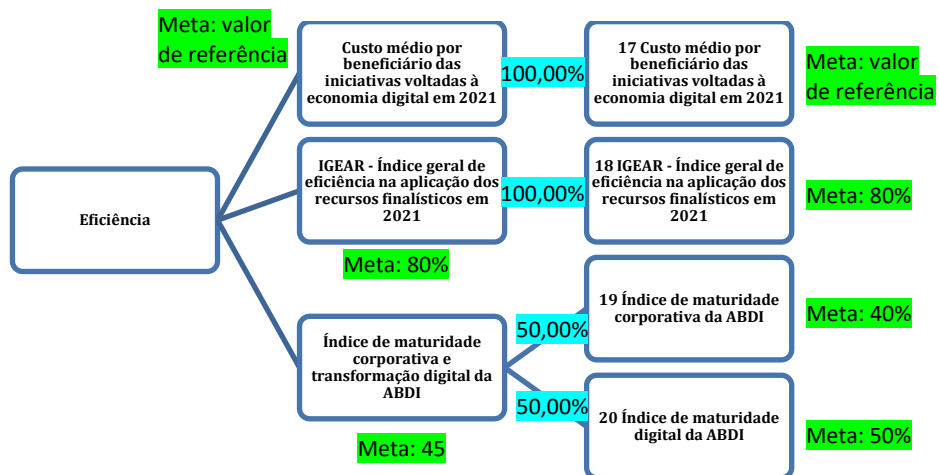 Meta: valor
de referência
Custo médio por
beneficiário das
iniciativas voltadas à
economia digital em 2021
100,00%
17 Custo médio por
beneficiário das
iniciativas voltadas à
economia digital em 2021
Meta: valor
de referência
Eficiência
IGEAR - Índice geral de
eficiência na aplicação dos
recursos finalísticos em
2021
100,00%
18 IGEAR - Índice geral de
eficiência na aplicação dos
recursos finalísticos em
2021
Meta: 80%
Meta: 80%
Índice de maturidade
corporativa e
transformação digital da
ABDI
50,00%
19 Índice de maturidade
corporativa da ABDI
Meta: 40%
50,00%
20 Índice de maturidade
digital da ABDI
Meta: 50%
Meta: 45